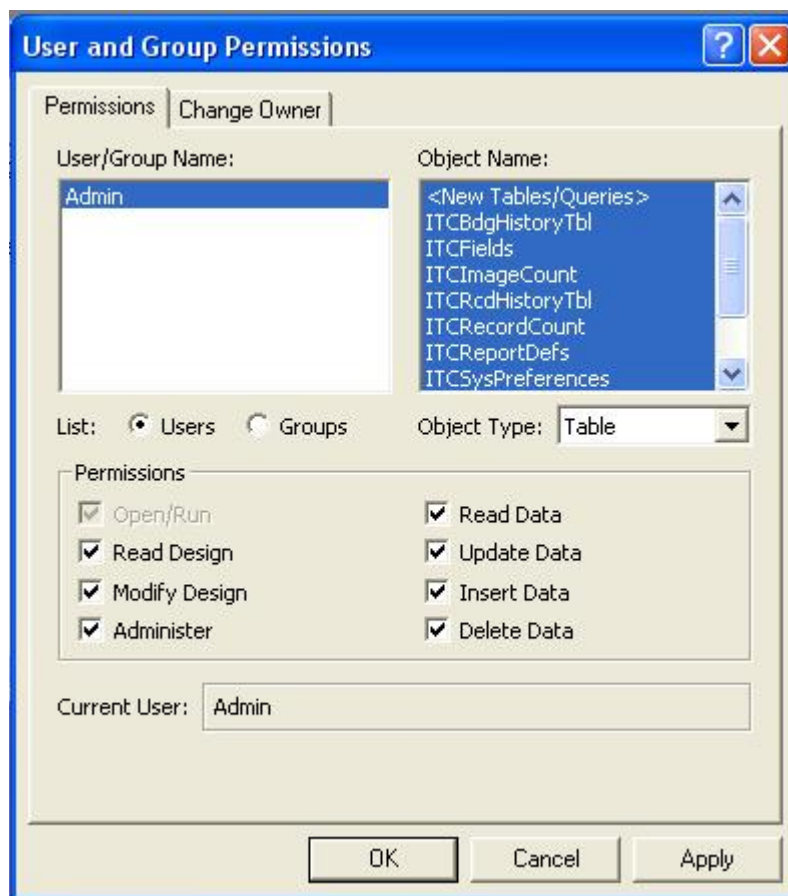 User and Group Permissions
Permissions
Change Owner
User/Group Name:
Object Name:
Admin
<New Tables/Queries>
ITCBdgHistoryTbl
ITCFields
ITCImageCount
ITCRcdHistoryTbl
ITCRecordCount
ITCReportDefs
ITCSysPreferences
List:
Users
Groups
Object Type:
Table
Permissions
Open/Run
Read Data
Read Design
Update Data
Modify Design
Insert Data
Administer
Delete Data
Current User:
Admin
OK
Cancel
Apply